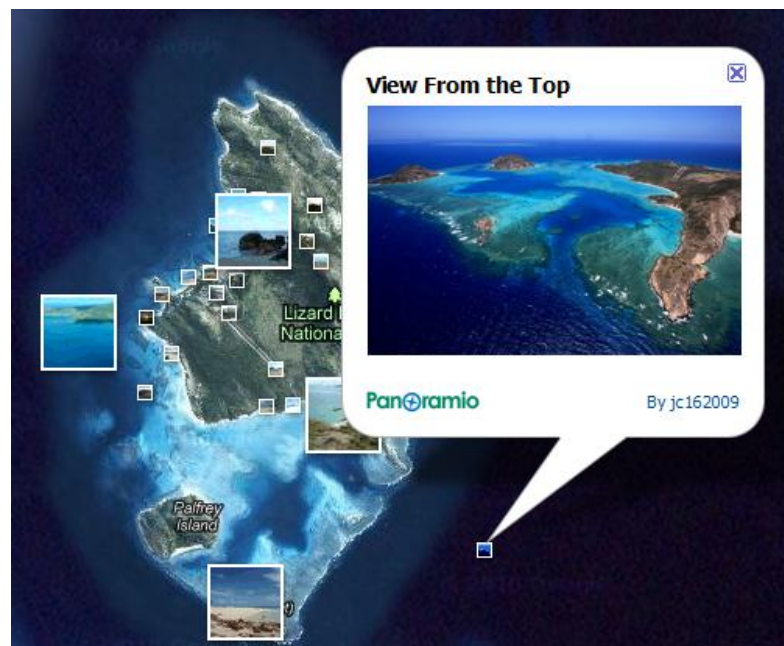 View From the Top
Lizard
Nationa
Panoramio
By jc162009
Palfrey
Island